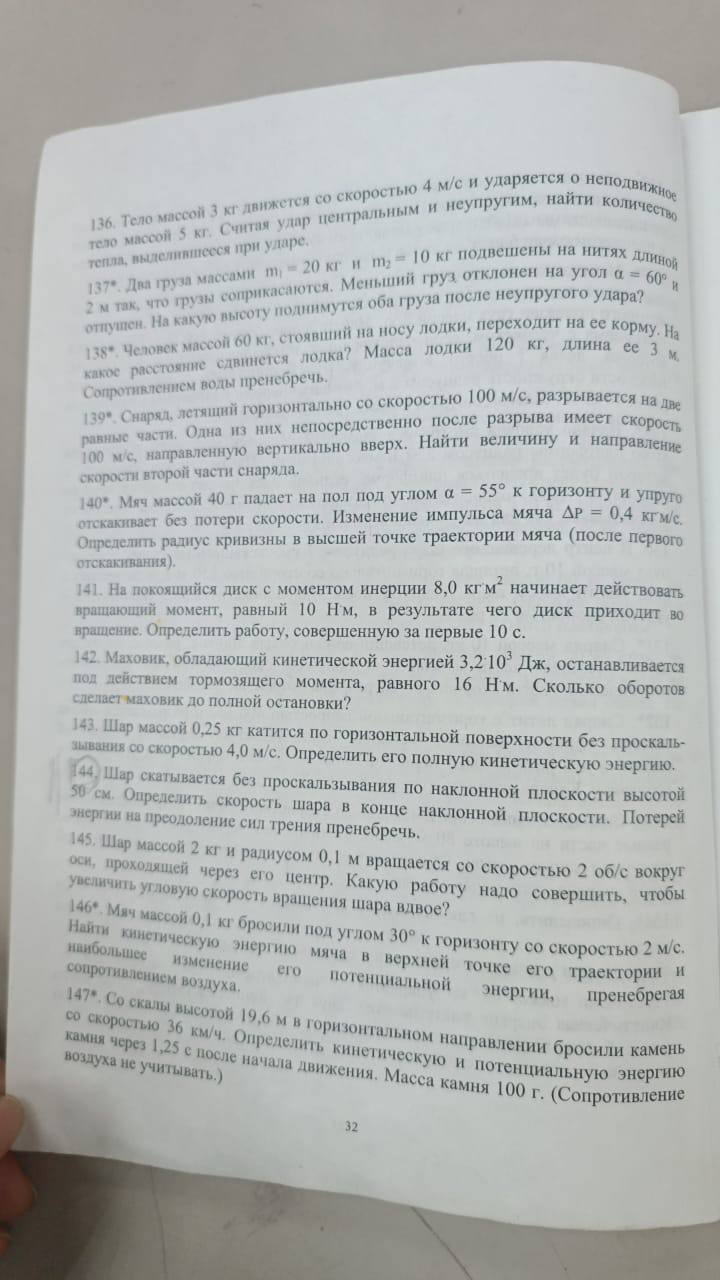 136. Тело массой 3 кг движется со скоростью 4 м/с и ударяется о неподвижное
тело массой 5 кг. Считая удар центральным и неупругим, найти количество
тепла, выделившееся при ударе.
137*. Два груза массами m₁ = 20 кг и m₂ = 10 кг подвешены на нитях длиной
2 м так, что грузы соприкасаются. Меньший груз отклонен на угол α = 60° и
отпущен. На какую высоту поднимутся оба груза после неупругого удара?
138*. Человек массой 60 кг, стоявший на носу лодки, переходит на ее корму. На
какое расстояние сдвинется лодка? Масса лодки 120 кг, длина ее 3 м.
Сопротивлением воды пренебречь.
139*. Снаряд, летящий горизонтально со скоростью 100 м/с, разрывается на две
равные части. Одна из них непосредственно после разрыва имеет скорость
100 м/с, направленную вертикально вверх. Найти величину и направление
скорости второй части снаряда.
140*. Мяч массой 40 г падает на пол под углом α = 55° к горизонту и упруго
отскакивает без потери скорости. Изменение импульса мяча ΔP = 0,4 кг·м/с.
Определить радиус кривизны в высшей точке траектории мяча (после первого
отскакивания).
141. На покоящийся диск с моментом инерции 8,0 кг·м² начинает действовать
вращающий момент, равный 10 Н·м, в результате чего диск приходит во
вращение. Определить работу, совершенную за первые 10 с.
142. Маховик, обладающий кинетической энергией 3,2·10³ Дж, останавливается
под действием тормозящего момента, равного 16 Н·м. Сколько оборотов
сделает маховик до полной остановки?
143. Шар массой 0,25 кг катится по горизонтальной поверхности без проскаль-
зывания со скоростью 4,0 м/с. Определить его полную кинетическую энергию.
144. Шар скатывается без проскальзывания по наклонной плоскости высотой
50 см. Определить скорость шара в конце наклонной плоскости. Потерей
энергии на преодоление сил трения пренебречь.
145. Шар массой 2 кг и радиусом 0,1 м вращается со скоростью 2 об/с вокруг
оси, проходящей через его центр. Какую работу надо совершить, чтобы
увеличить угловую скорость вращения шара вдвое?
146*. Мяч массой 0,1 кг бросили под углом 30° к горизонту со скоростью 2 м/с.
Найти кинетическую энергию мяча в верхней точке его траектории и
наибольшее изменение его потенциальной энергии, пренебрегая
сопротивлением воздуха.
147*. Со скалы высотой 19,6 м в горизонтальном направлении бросили камень
со скоростью 36 км/ч. Определить кинетическую и потенциальную энергию
камня через 1,25 с после начала движения. Масса камня 100 г. (Сопротивление
воздуха не учитывать.)
32